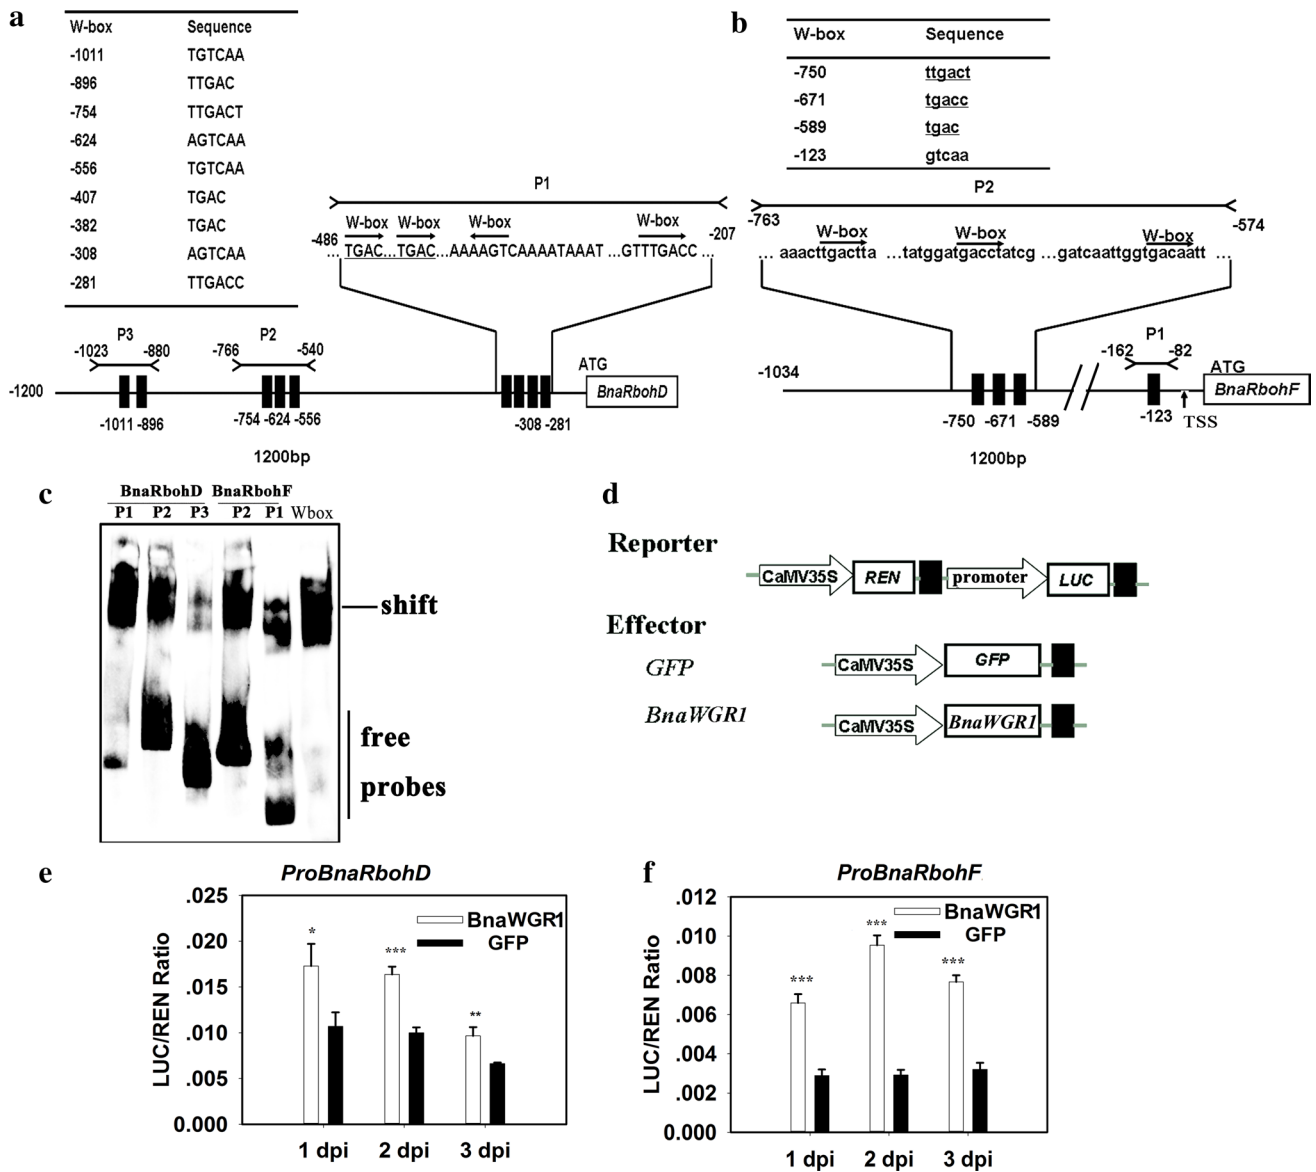 a
W-box Sequence
-1011 TGTCAA
-896 TTGAC
-754 TTGACT
-624 AGTCAA
-556 TGTCAA
-407 TGAC
-382 TGAC
-308 AGTCAA
-281 TTGACC
P1
W-box W-box W-box W-box
-486 -207
... TGAC...TGAC...AAAAGTCAAAATAAAT ...GTTTGACC ...
P3 P2
-1023 -880 -766 -540
ATG
-1200
BnaRbohD
-1011 -896 -754 -624 -556 -308 -281
1200bp
b
W-box Sequence
-750 ttgact
-671 tgacc
-589 tgac
-123 gtcaa
P2
-763 -574
W-box W-box W-box
... aaacttgactta ...tatggatgacctatcg ...gatcaattggtgacaatt ...
P1
-162 -82
ATG
-1034
BnaRbohF
-750 -671 -589 -123 TSS
1200bp
c
BnaRbohD BnaRbohF
P1 P2 P3 P2 P1 Wbox
shift
free
probes
d
Reporter
CaMV35S REN promoter LUC
Effector
GFP CaMV35S GFP
BnaWGR1 CaMV35S BnaWGR1
e
ProBnaRbohD
LUC/REN Ratio
.025
.020
.015
.010
.005
0.000
BnaWGR1
GFP
* *** **
1 dpi 2 dpi 3 dpi
f
ProBnaRbohF
LUC/REN Ratio
.012
.010
.008
.006
.004
.002
0.000
BnaWGR1
GFP
*** *** ***
1 dpi 2 dpi 3 dpi